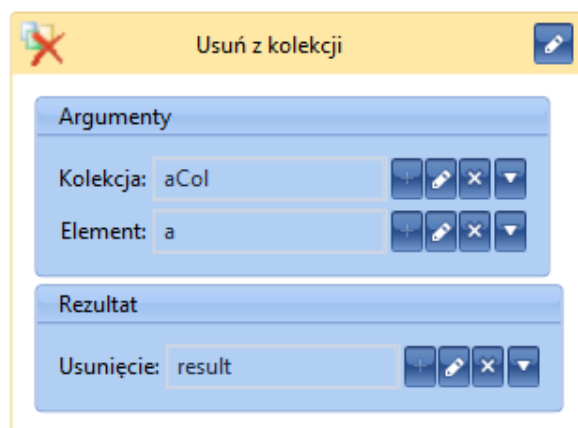 Usuń z kolekcji
Argumenty
Kolekcja: aCol
Element: a
Rezultat
Usunięcie: result